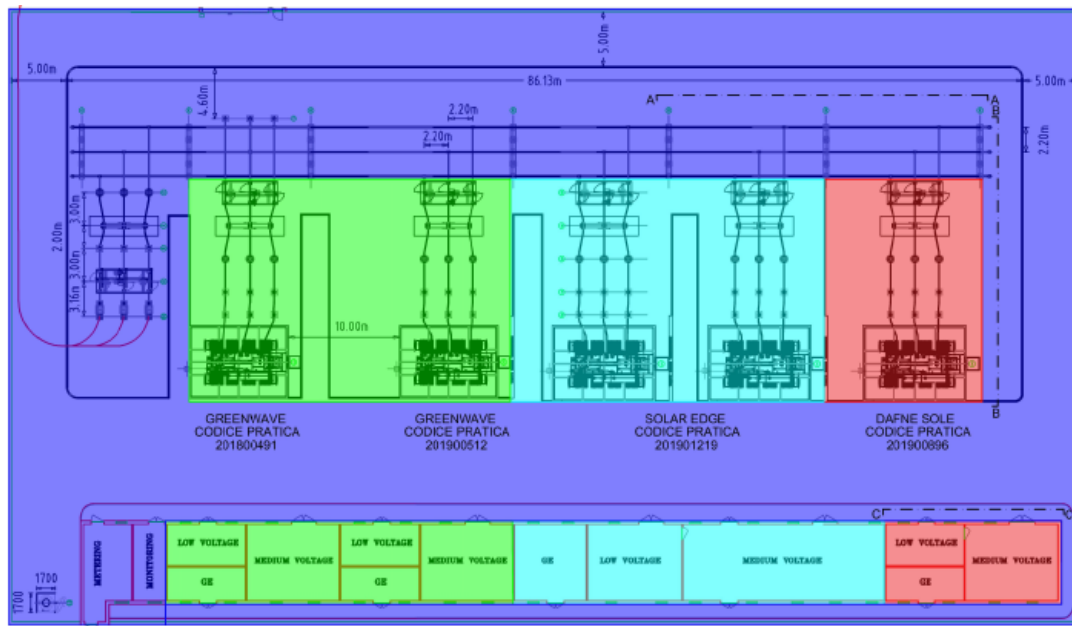 5.00m
5.00m
86.13m
5.00m
4.60m
A
A
B
2.20m
2.20m
2.20m
3.00m
2.00m
3.00m
3.16m
10.00m
B
GREENWAVE
CODICE PRATICA
201800491
GREENWAVE
CODICE PRATICA
201900512
SOLAR EDGE
CODICE PRATICA
201901219
DAFNE SOLE
CODICE PRATICA
201900896
C
C
METERING
MONITORING
LOW VOLTAGE
GE
MEDIUM VOLTAGE
LOW VOLTAGE
GE
MEDIUM VOLTAGE
GE
LOW VOLTAGE
MEDIUM VOLTAGE
LOW VOLTAGE
GE
MEDIUM VOLTAGE
1700
1700